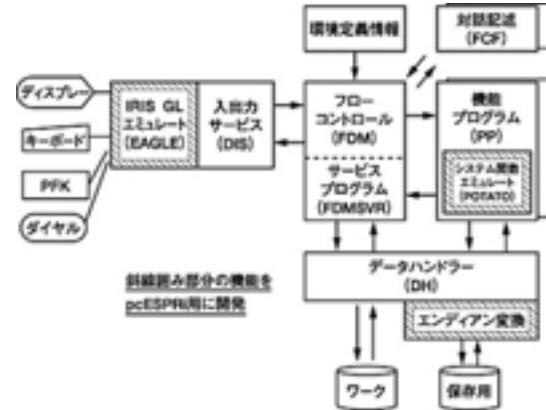 環境定義情報
対話記述
(FCF)
ディスプレー
キーボード
PFK
ダイヤル
IRIS GL
エミュレート
(EAGLE)
入出力
サービス
(DIS)
フロー
コントロール
(FDM)
サービス
プログラム
(FDMSVR)
機能
プログラム
(PP)
システム関数
エミュレート
(POTATO)
データハンドラー
(DH)
エンディアン変換
ワーク
保存用
斜線囲み部分の機能を
pcESPRi用に開発